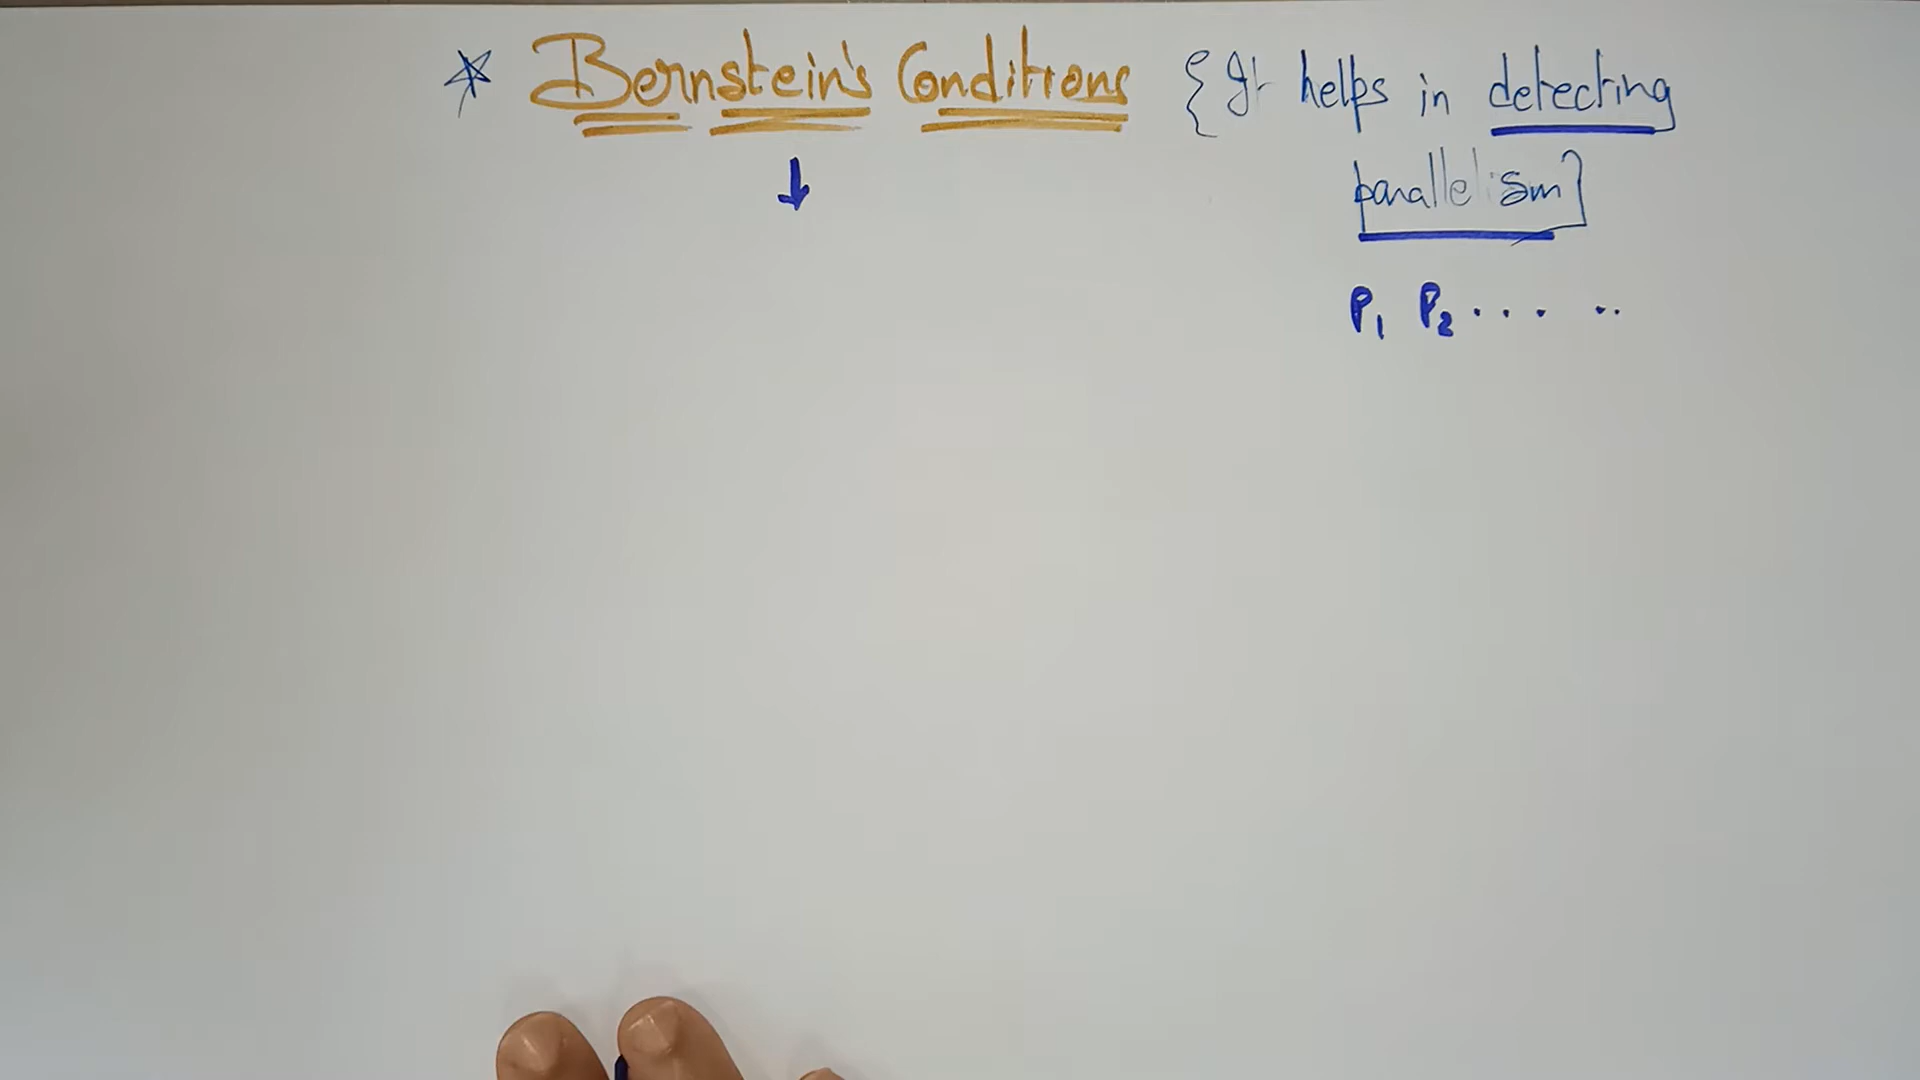 * Bernstein's Conditions {It helps in detecting
parallelism}
P1 P2 .... ..